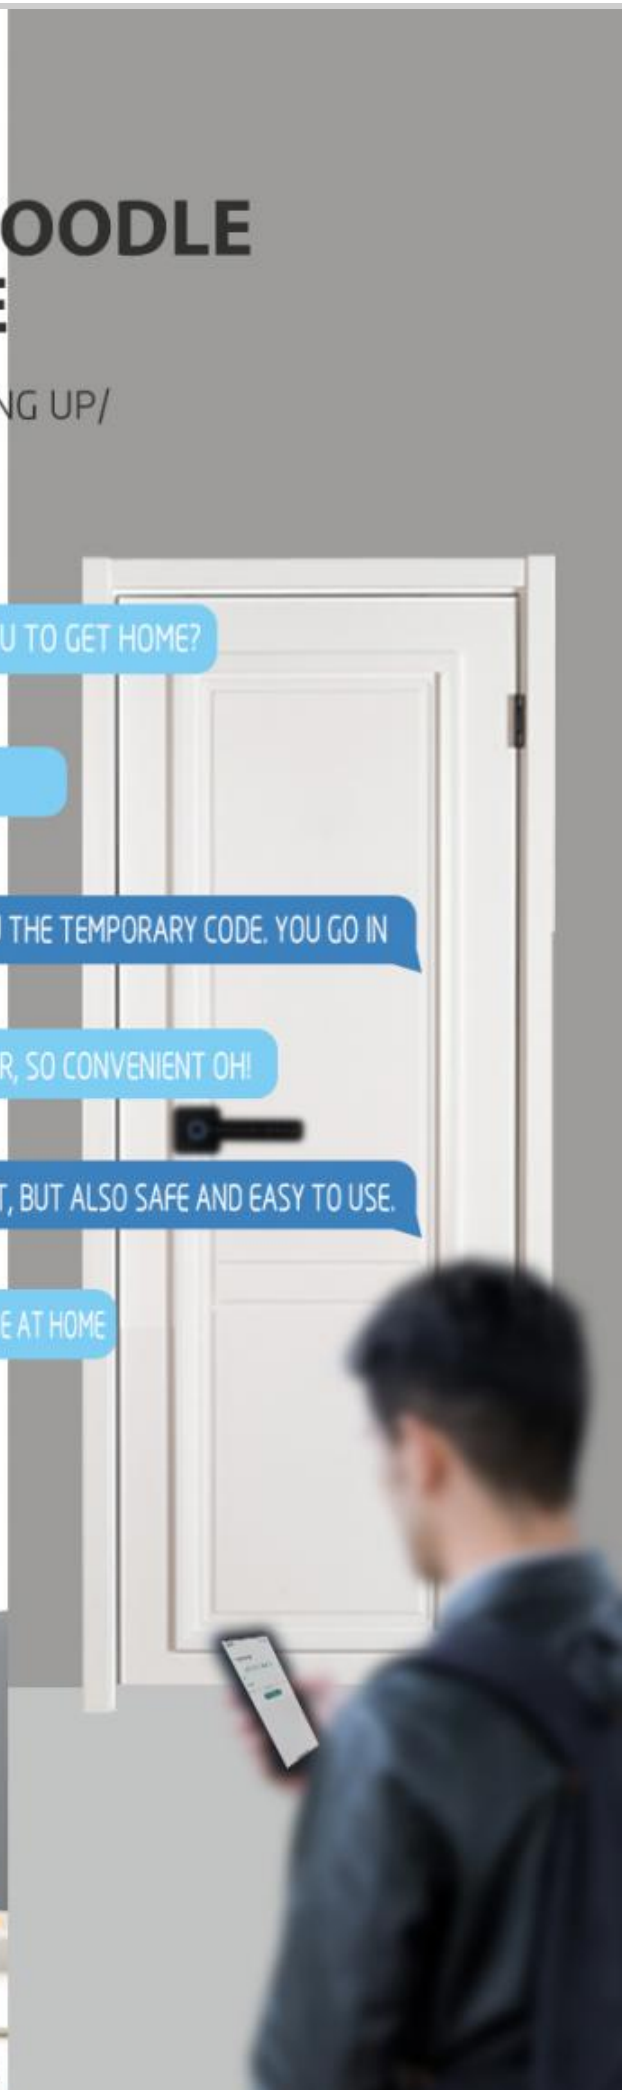 OODLE
E
NG UP/
U TO GET HOME?
U THE TEMPORARY CODE. YOU GO IN
R, SO CONVENIENT OH!
T, BUT ALSO SAFE AND EASY TO USE.
E AT HOME